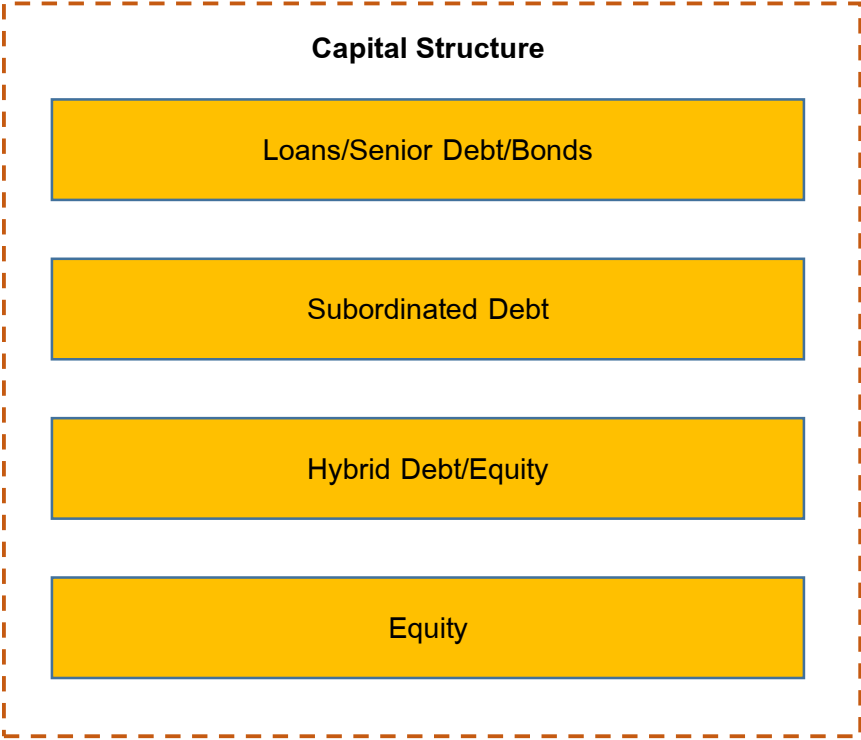 Capital Structure
Loans/Senior Debt/Bonds
Subordinated Debt
Hybrid Debt/Equity
Equity